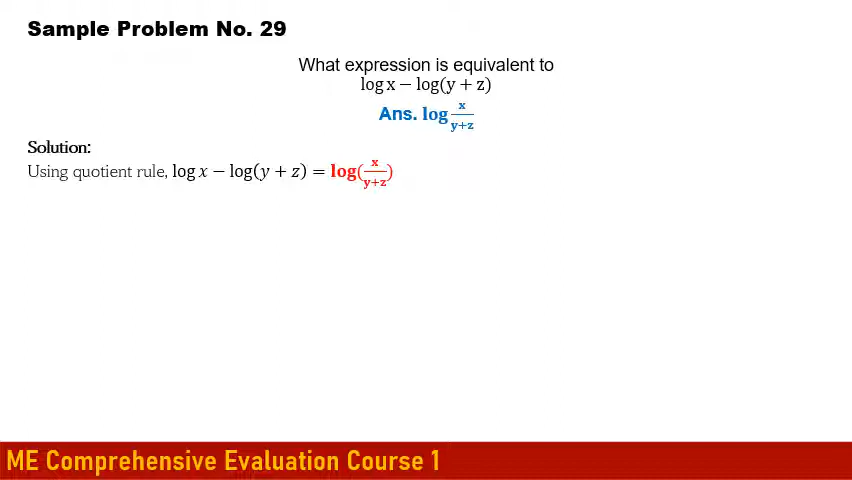 Sample Problem No. 29
What expression is equivalent to
log x − log(y + z)
Ans. log x/y+z
Solution:
Using quotient rule, log x − log(y + z) = log(x/y+z)
ME Comprehensive Evaluation Course 1